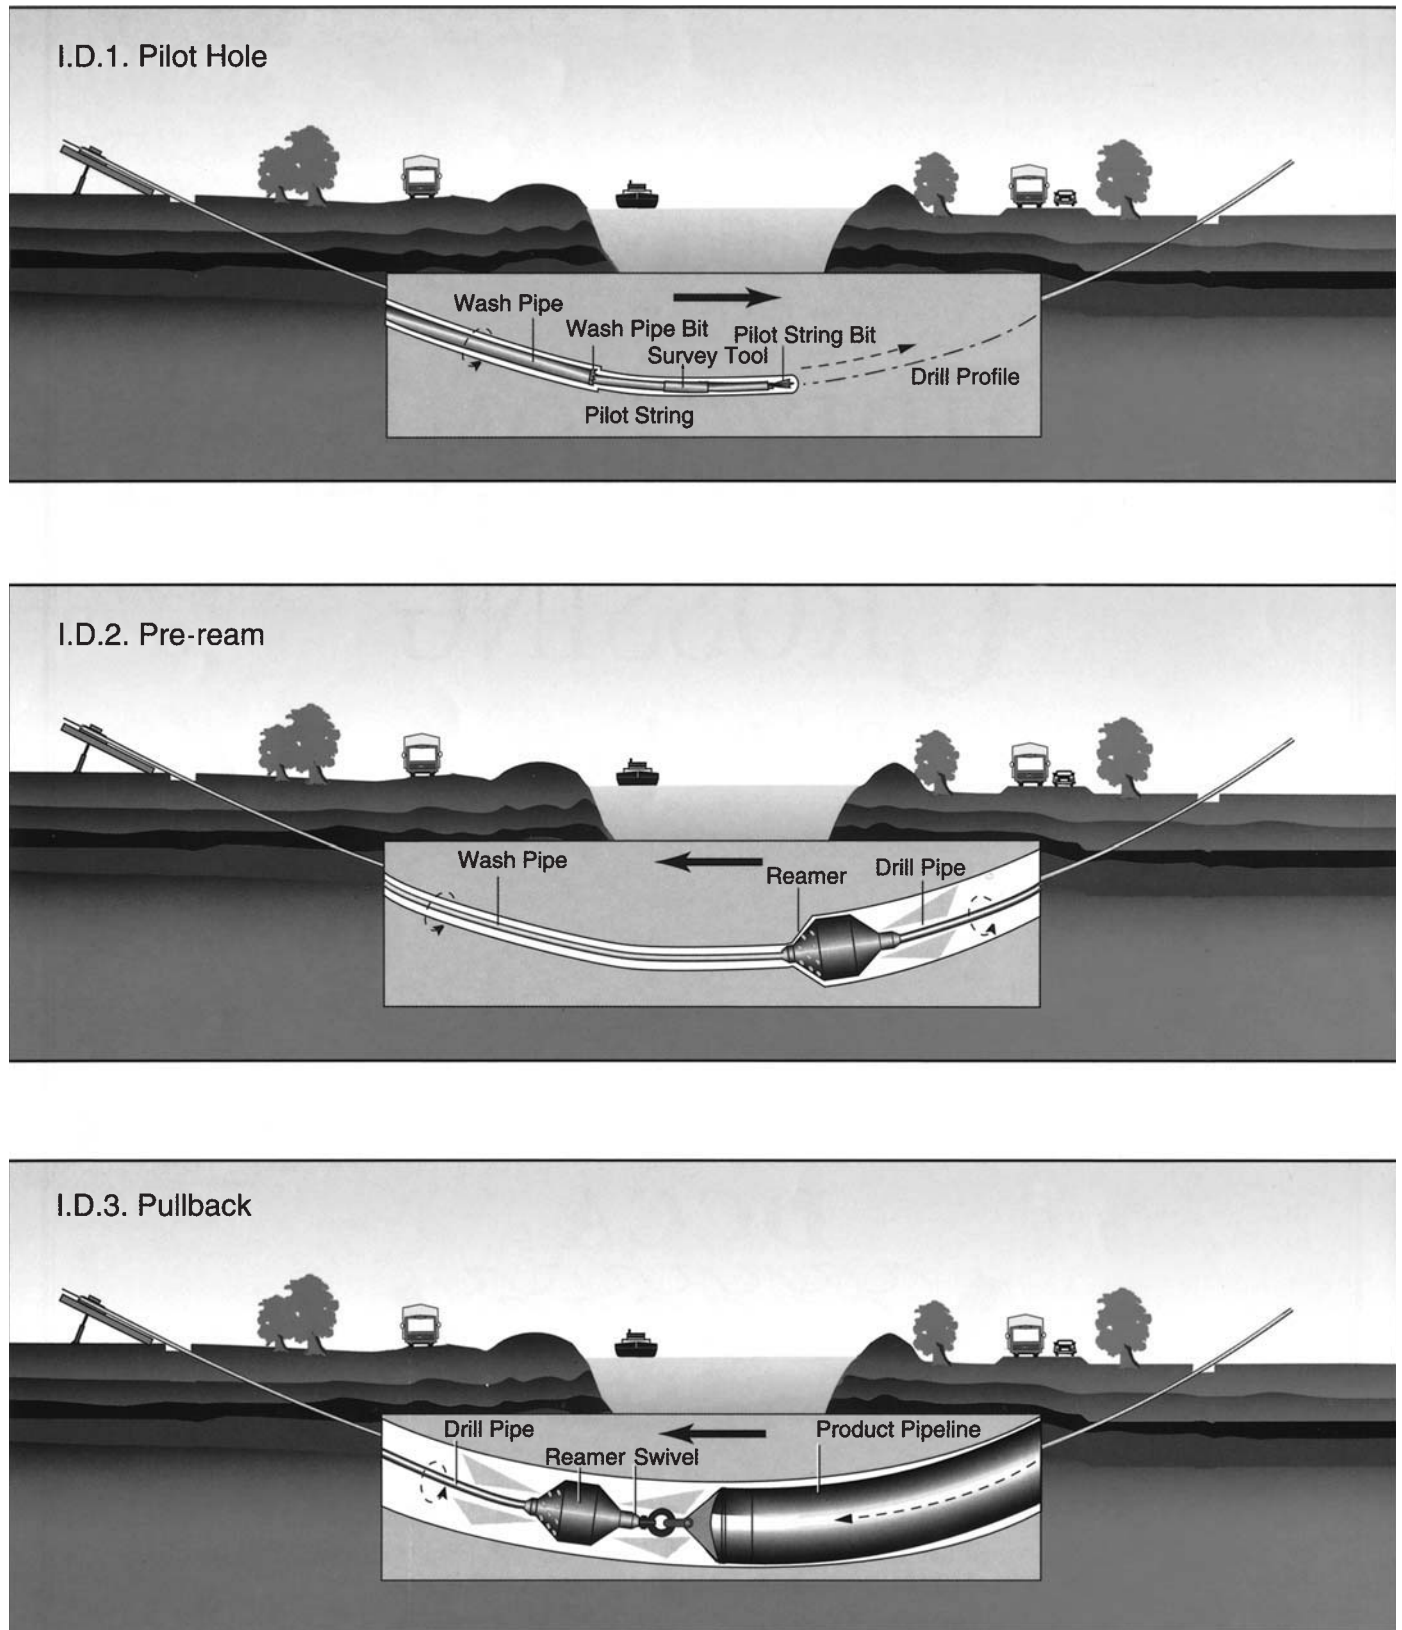 I.D.1. Pilot Hole
Wash Pipe
Wash Pipe Bit
Pilot String Bit
Survey Tool
Drill Profile
Pilot String
I.D.2. Pre-ream
Wash Pipe
Reamer
Drill Pipe
I.D.3. Pullback
Drill Pipe
Product Pipeline
Reamer Swivel